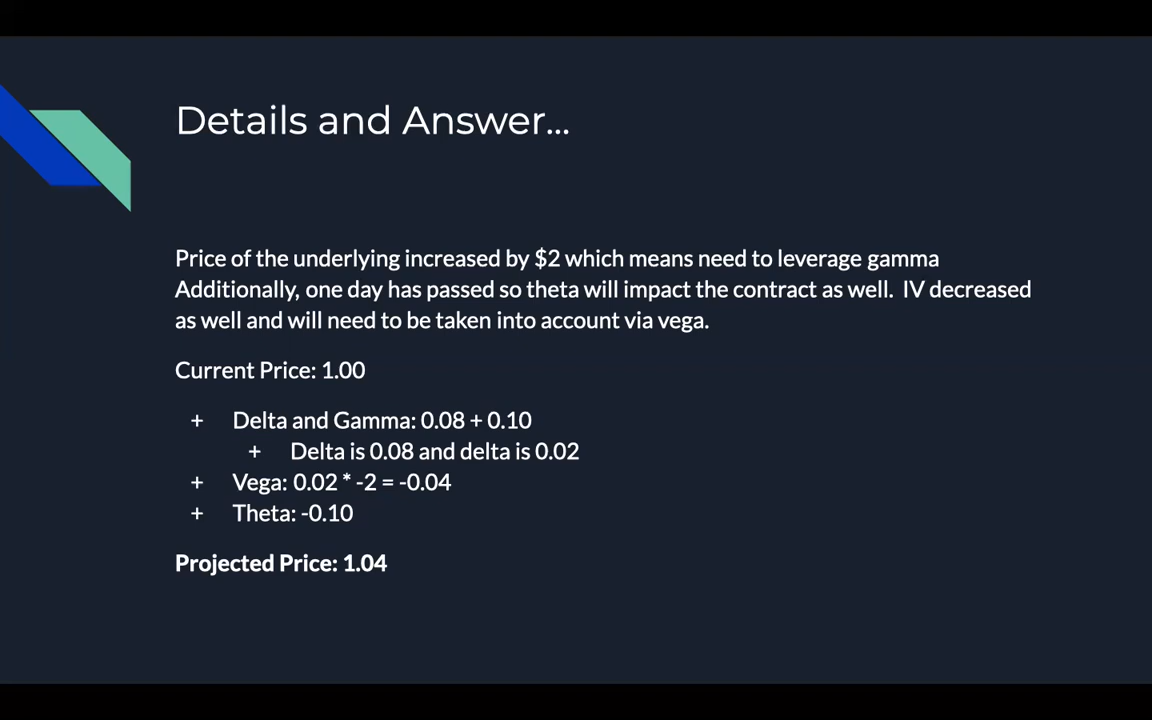 Details and Answer...
Price of the underlying increased by $2 which means need to leverage gamma
Additionally, one day has passed so theta will impact the contract as well. IV decreased
as well and will need to be taken into account via vega.
Current Price: 1.00
+ Delta and Gamma: 0.08 + 0.10
+ Delta is 0.08 and delta is 0.02
+ Vega: 0.02 * -2 = -0.04
+ Theta: -0.10
Projected Price: 1.04